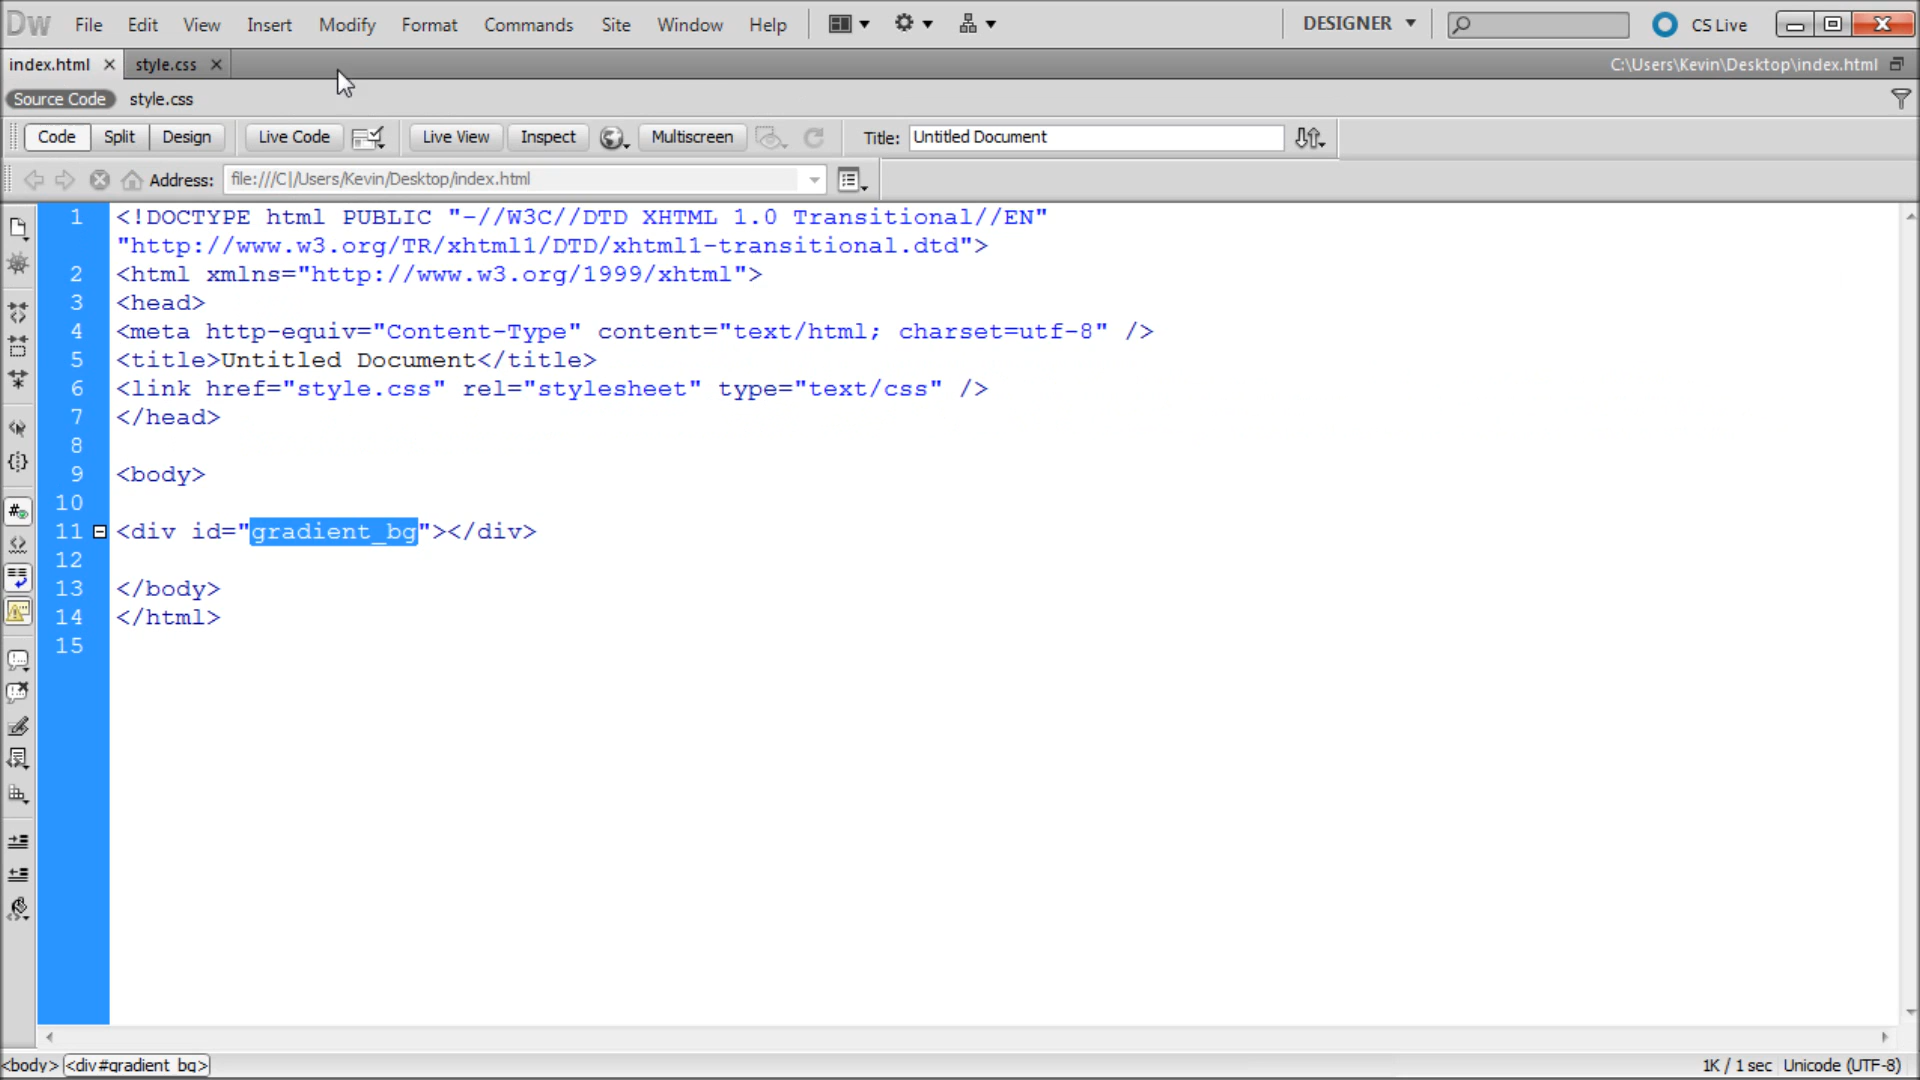 Dw File Edit View Insert Modify Format Commands Site Window Help DESIGNER CS Live
index.html style.css C:\Users\Kevin\Desktop\index.html
Source Code style.css
Code Split Design Live Code Live View Inspect Multiscreen Title: Untitled Document
Address: file:///C|/Users/Kevin/Desktop/index.html
1 <!DOCTYPE html PUBLIC "-//W3C//DTD XHTML 1.0 Transitional//EN"
"http://www.w3.org/TR/xhtml1/DTD/xhtml1-transitional.dtd">
2 <html xmlns="http://www.w3.org/1999/xhtml">
3 <head>
4 <meta http-equiv="Content-Type" content="text/html; charset=utf-8" />
5 <title>Untitled Document</title>
6 <link href="style.css" rel="stylesheet" type="text/css" />
7 </head>
8
9 <body>
10
11 <div id="gradient_bg"></div>
12
13 </body>
14 </html>
15
<body> <div#gradient_bg> 1K / 1 sec Unicode (UTF-8)